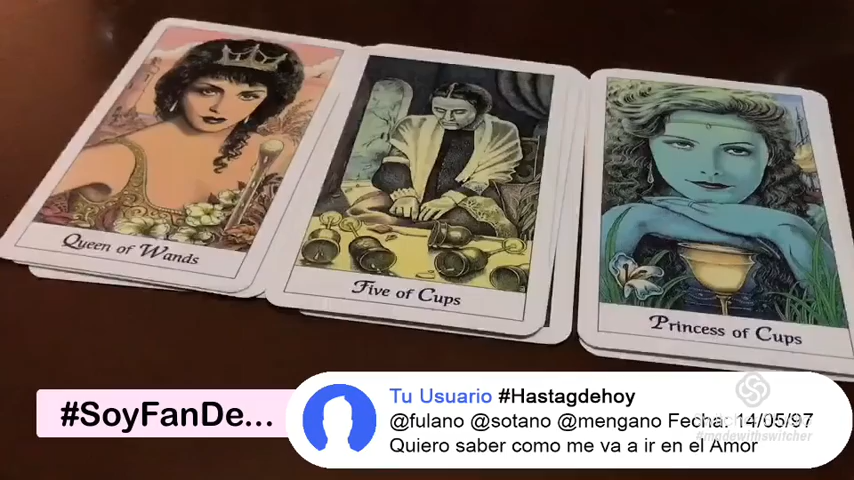 Queen of Wands
Five of Cups
Princess of Cups
#SoyFanDe...
Tu Usuario #Hastagdehoy
@fulano @sotano @mengano Fecha: 14/05/97
Quiero saber como me va a ir en el Amor
#madewithswitcher